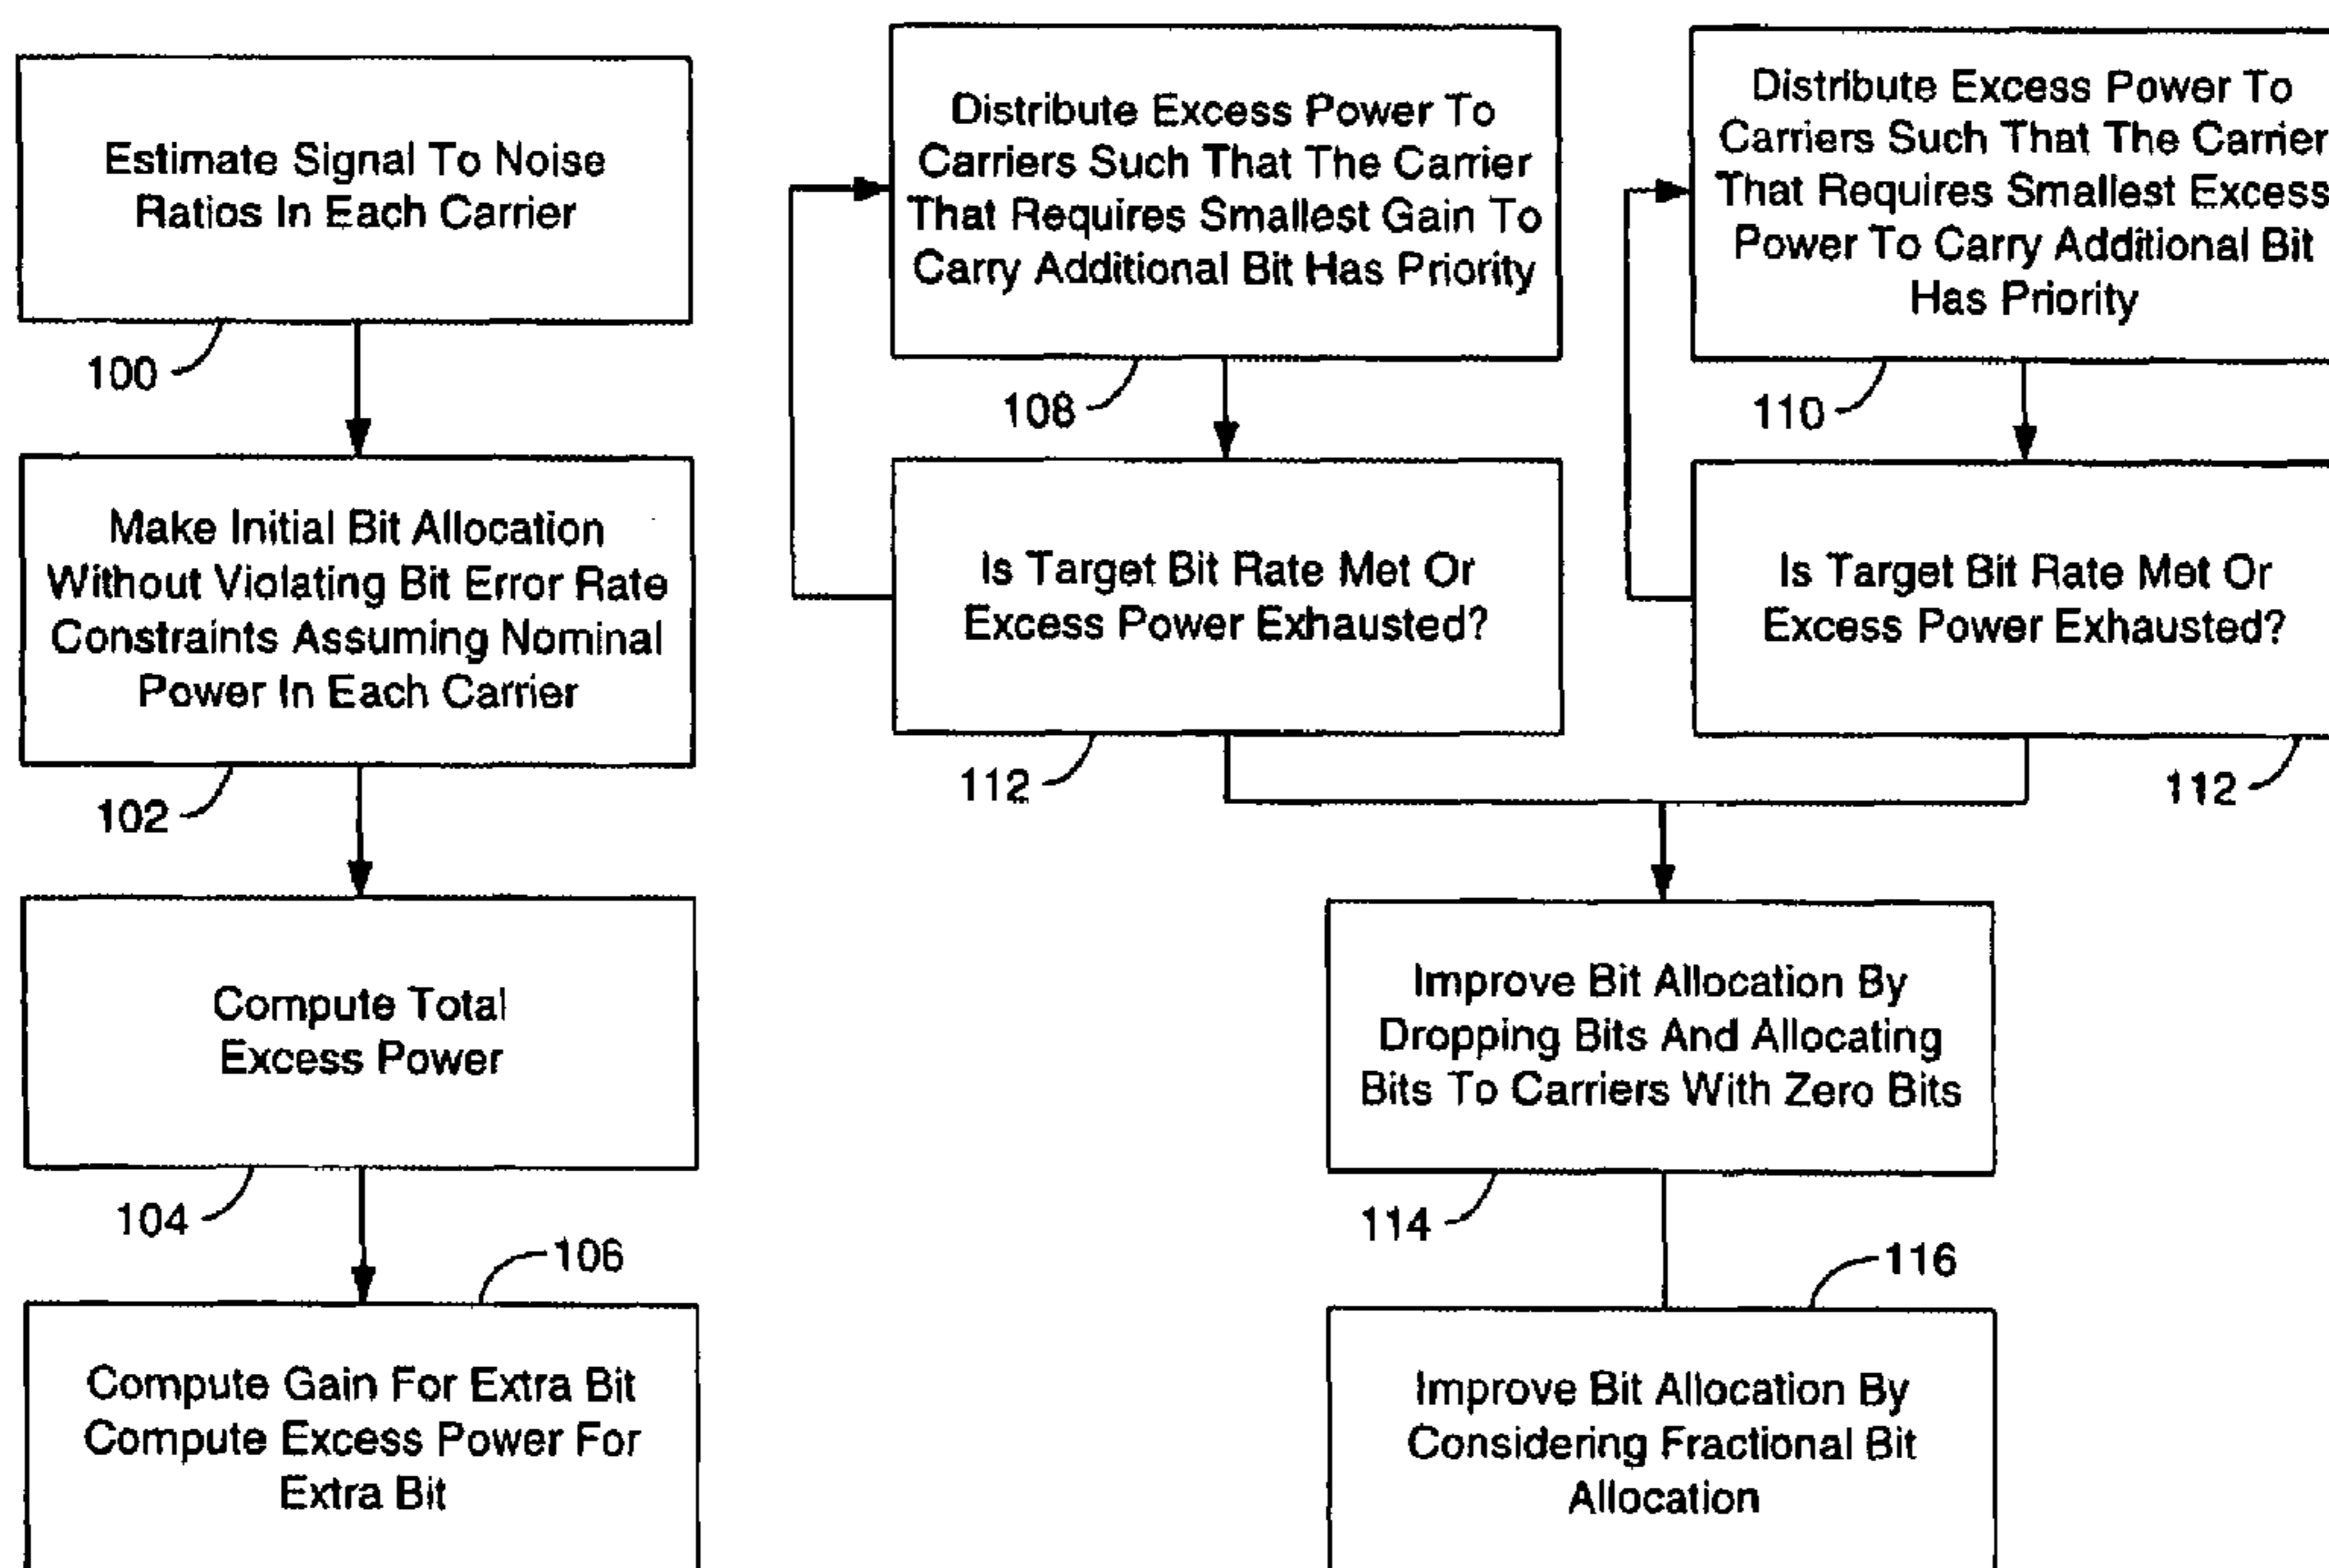 Estimate Signal To Noise
Ratios In Each Carrier
100
Make Initial Bit Allocation
Without Violating Bit Error Rate
Constraints Assuming Nominal
Power In Each Carrier
102
Compute Total
Excess Power
104
106
Compute Gain For Extra Bit
Compute Excess Power For
Extra Bit
Distribute Excess Power To
Carriers Such That The Carrier
That Requires Smallest Gain To
Carry Additional Bit Has Priority
108
Is Target Bit Rate Met Or
Excess Power Exhausted?
112
Distribute Excess Power To
Carriers Such That The Carrier
That Requires Smallest Excess
Power To Carry Additional Bit
Has Priority
110
Is Target Bit Rate Met Or
Excess Power Exhausted?
112
Improve Bit Allocation By
Dropping Bits And Allocating
Bits To Carriers With Zero Bits
114
116
Improve Bit Allocation By
Considering Fractional Bit
Allocation